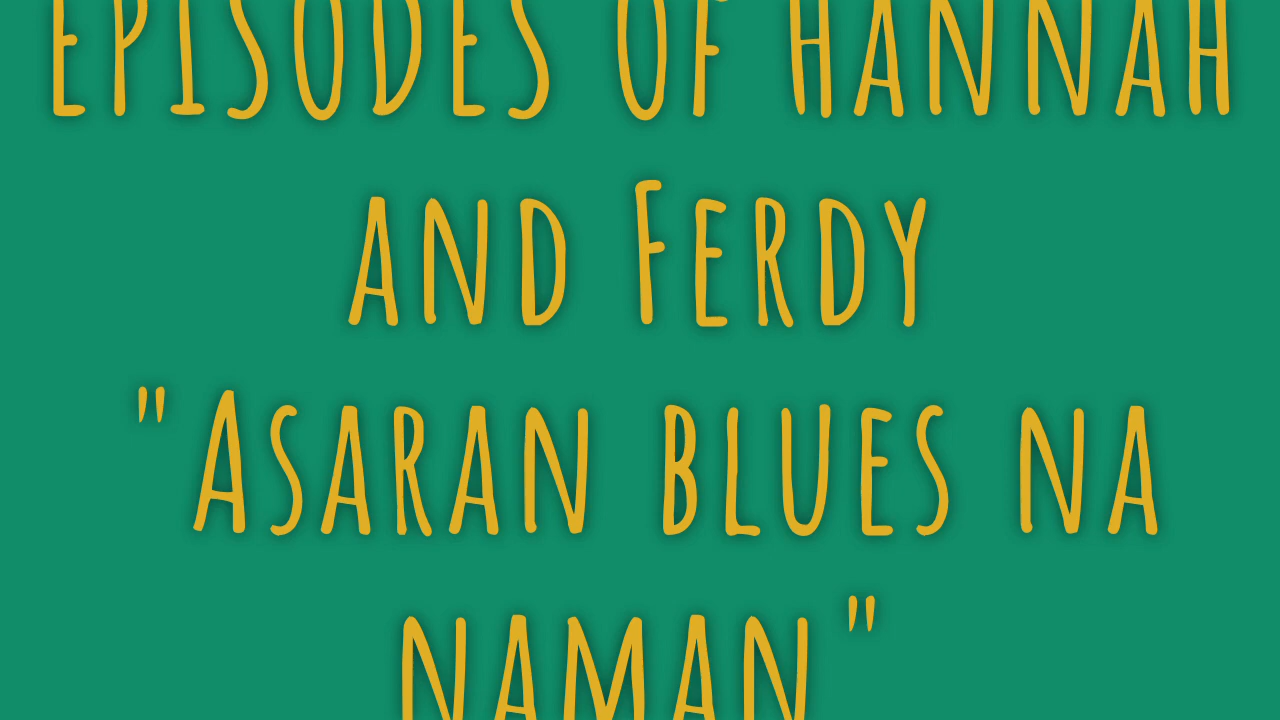 EPISODES OF HANNAH
AND FERDY
"ASARAN BLUES NA
NAMAN"